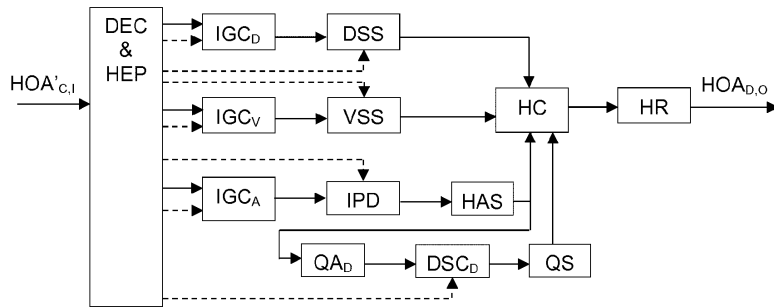 DEC
&
HEP
HOA'C,I
IGCD
DSS
IGCV
VSS
HC
HR
HOAD,O
IGCA
IPD
HAS
QAD
DSCD
QS